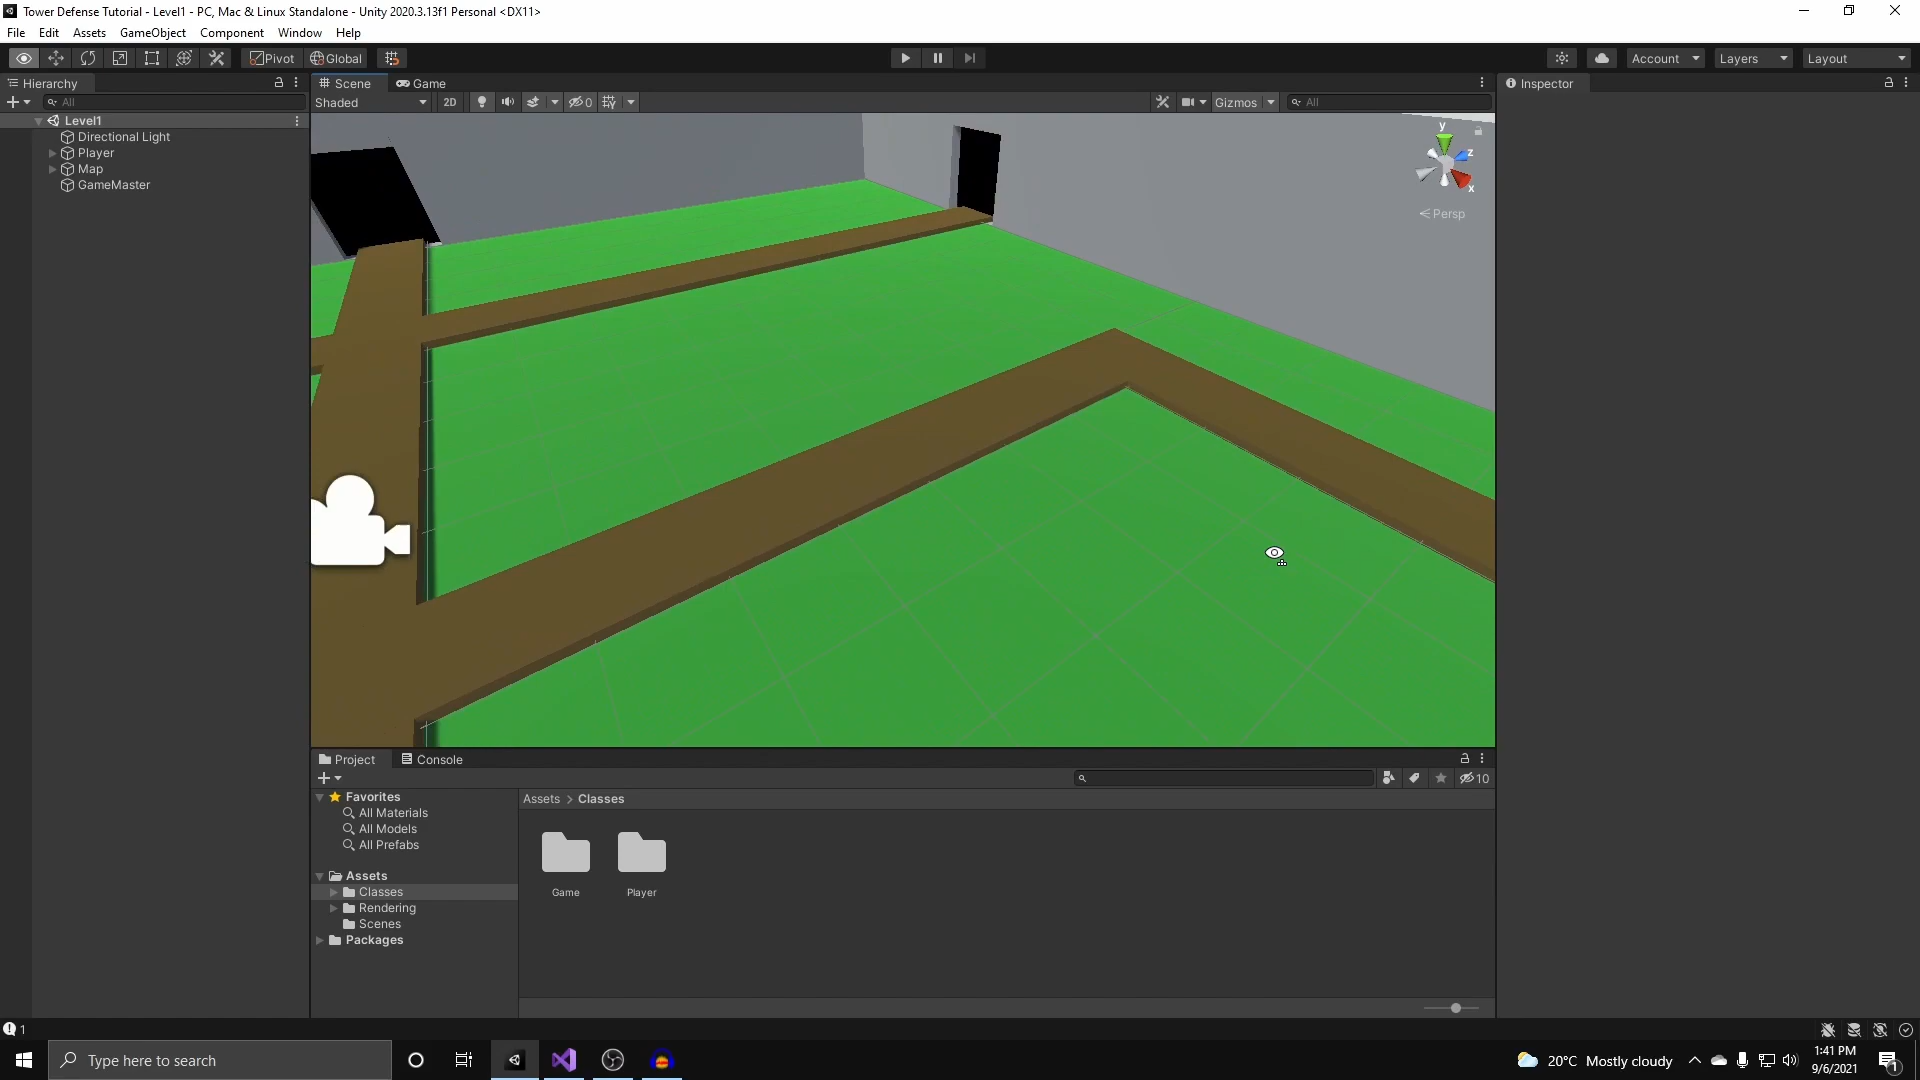 Tower Defense Tutorial - Level1 - PC, Mac & Linux Standalone - Unity 2020.3.13f1 Personal <DX11>
File Edit Assets GameObject Component Window Help
Pivot Global Account Layers Layout
Hierarchy Scene Game Inspector
All Shaded 2D 0 Gizmos All
Level1
Directional Light
Player
Map
GameMaster
y
z
x
Persp
Project Console
10
Favorites
All Materials
All Models
All Prefabs
Assets
Classes
Rendering
Scenes
Packages
Assets > Classes
Game Player
1
Type here to search
20°C Mostly cloudy
1:41 PM
9/6/2021
1